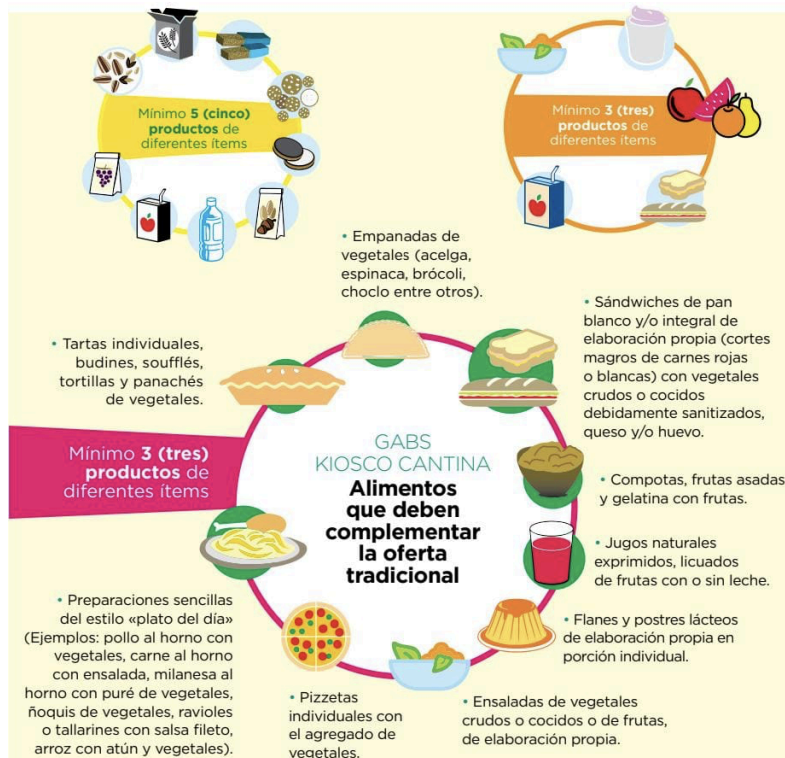 Mínimo 5 (cinco)
productos de
diferentes ítems
Mínimo 3 (tres)
productos de
diferentes ítems
• Empanadas de
vegetales (acelga,
espinaca, brócoli,
choclo entre otros).
• Tartas individuales,
budines, soufflés,
tortillas y panachés
de vegetales.
• Sándwiches de pan
blanco y/o integral de
elaboración propia (cortes
magros de carnes rojas
o blancas) con vegetales
crudos o cocidos
debidamente sanitizados,
queso y/o huevo.
Mínimo 3 (tres)
productos de
diferentes ítems
GABS
KIOSCO CANTINA
Alimentos
que deben
complementar
la oferta
tradicional
• Compotas, frutas asadas
y gelatina con frutas.
• Jugos naturales
exprimidos, licuados
de frutas con o sin leche.
• Flanes y postres lácteos
de elaboración propia en
porción individual.
• Ensaladas de vegetales
crudos o cocidos o de frutas,
de elaboración propia.
• Pizzetas
individuales con
el agregado de
vegetales.
• Preparaciones sencillas
del estilo «plato del día»
(Ejemplos: pollo al horno con
vegetales, carne al horno
con ensalada, milanesa al
horno con puré de vegetales,
ñoquis de vegetales, ravioles
o tallarines con salsa fileto,
arroz con atún y vegetales).